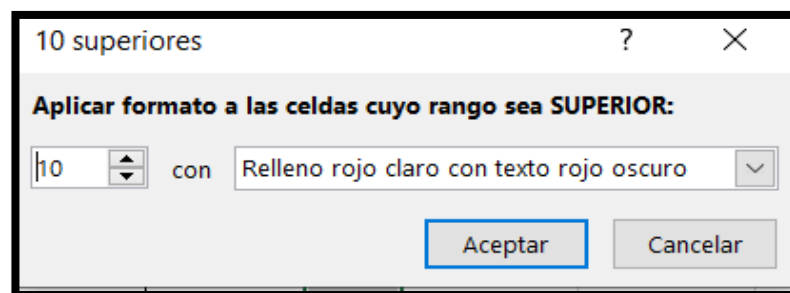 10 superiores ?
Aplicar formato a las celdas cuyo rango sea SUPERIOR:
10 con Relleno rojo claro con texto rojo oscuro
Aceptar Cancelar